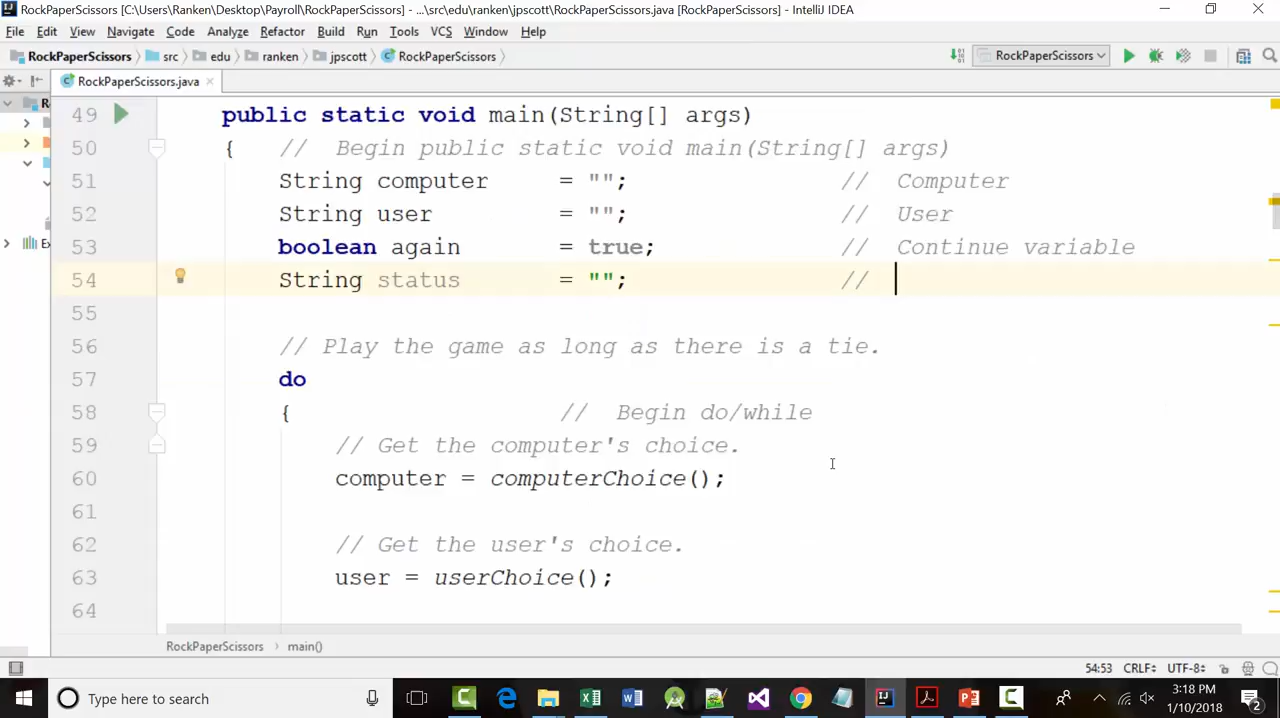 RockPaperScissors [C:\Users\Ranken\Desktop\Payroll\RockPaperScissors] - ...\src\edu\ranken\jpscott\RockPaperScissors.java [RockPaperScissors] - IntelliJ IDEA
File Edit View Navigate Code Analyze Refactor Build Run Tools VCS Window Help
RockPaperScissors src edu ranken jpscott RockPaperScissors RockPaperScissors
RockPaperScissors.java
49 public static void main(String[] args)
50 { // Begin public static void main(String[] args)
51 String computer = ""; // Computer
52 String user = ""; // User
53 boolean again = true; // Continue variable
54 String status = ""; //
55
56 // Play the game as long as there is a tie.
57 do
58 { // Begin do/while
59 // Get the computer's choice.
60 computer = computerChoice();
61
62 // Get the user's choice.
63 user = userChoice();
64
RockPaperScissors main()
54:53 CRLF UTF-8
Type here to search
3:18 PM
1/10/2018
2